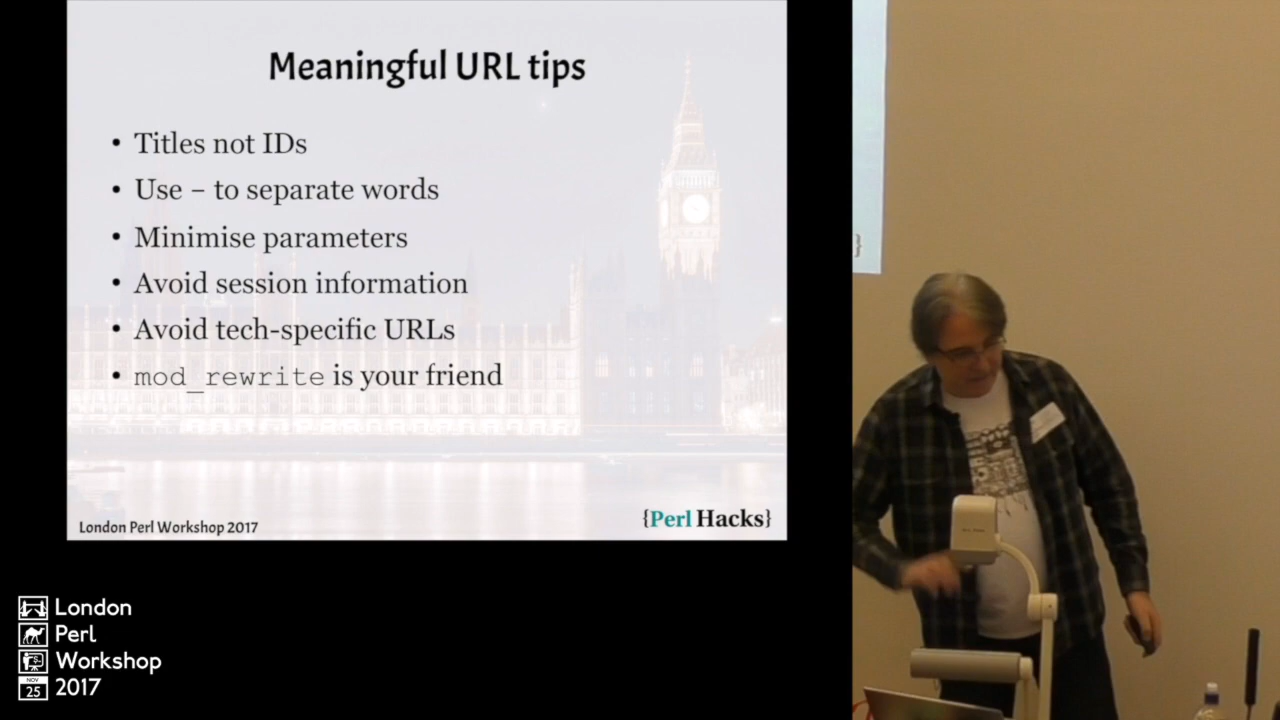 Meaningful URL tips
• Titles not IDs
• Use – to separate words
• Minimise parameters
• Avoid session information
• Avoid tech-specific URLs
• mod_rewrite is your friend
London Perl Workshop 2017
{Perl Hacks}
London
Perl
Workshop
NOV
25
2017
}